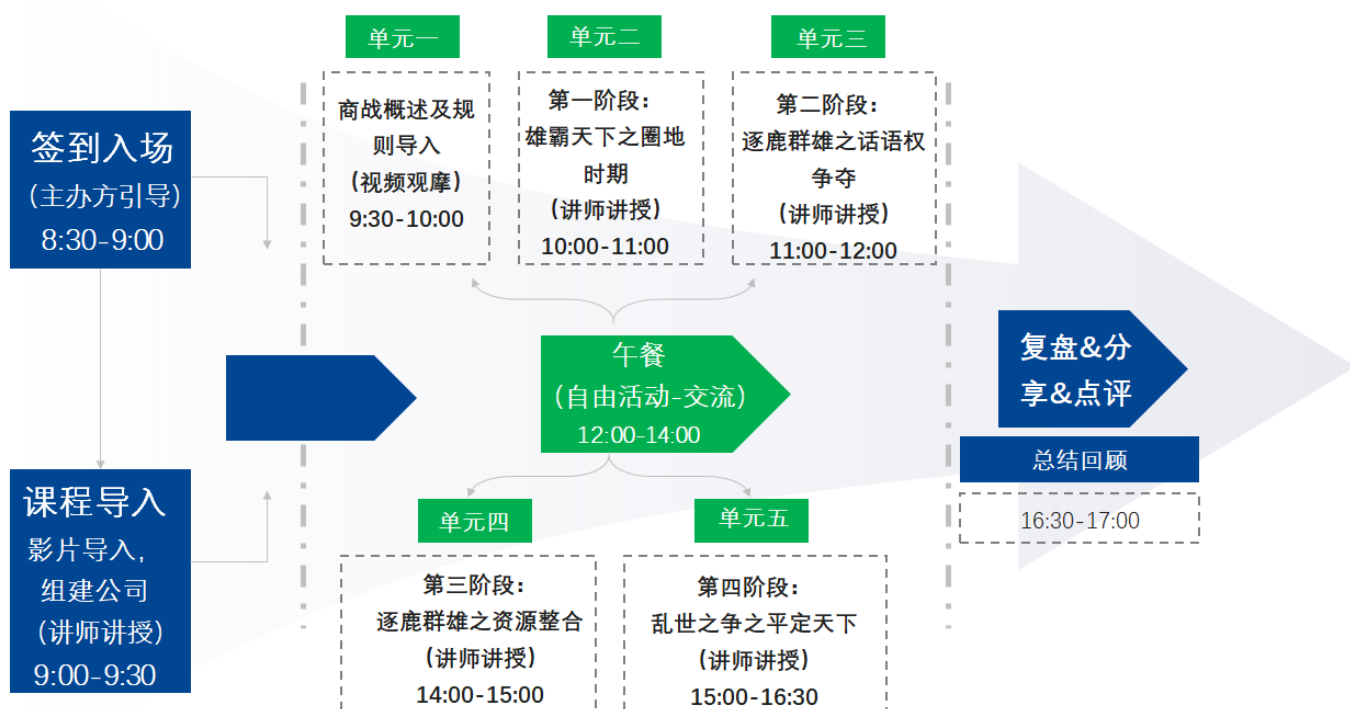 签到入场
(主办方引导)
8:30-9:00
课程导入
影片导入,
组建公司
(讲师讲授)
9:00-9:30
单元一
商战概述及规
则导入
(视频观摩)
9:30-10:00
单元二
第一阶段：
雄霸天下之圈地
时期
(讲师讲授)
10:00-11:00
单元三
第二阶段：
逐鹿群雄之话语权
争夺
(讲师讲授)
11:00-12:00
午餐
(自由活动-交流)
12:00-14:00
单元四
第三阶段：
逐鹿群雄之资源整合
(讲师讲授)
14:00-15:00
单元五
第四阶段：
乱世之争之平定天下
(讲师讲授)
15:00-16:30
复盘&分
享&点评
总结回顾
16:30-17:00